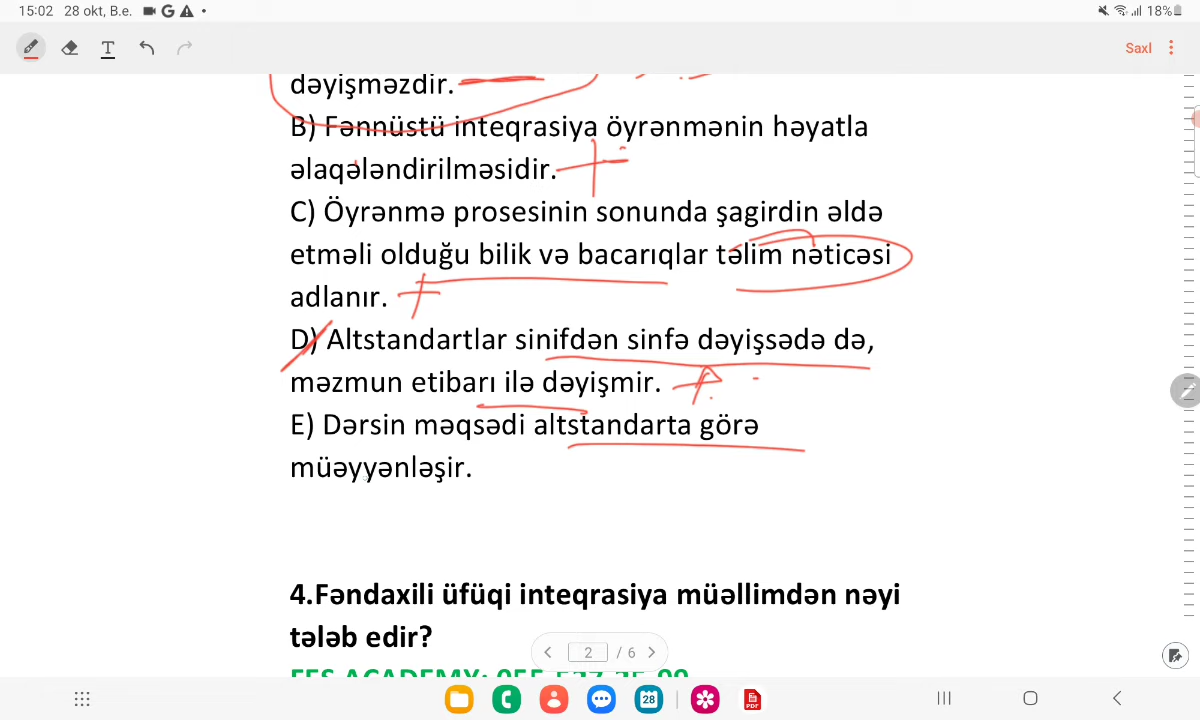 15:02 28 okt, B.e. G 18%
T Saxl
dəyişməzdir.
B) Fənnüstü inteqrasiya öyrənmənin həyatla
əlaqələndirilməsidir.
C) Öyrənmə prosesinin sonunda şagirdin əldə
etməli olduğu bilik və bacarıqlar təlim nəticəsi
adlanır.
D) Altstandartlar sinifdən sinfə dəyişsədə də,
məzmun etibarı ilə dəyişmir.
E) Dərsin məqsədi altstandarta görə
müəyyənləşir.
4.Fəndaxili üfüqi inteqrasiya müəllimdən nəyi
tələb edir?
2 / 6
28 PDF